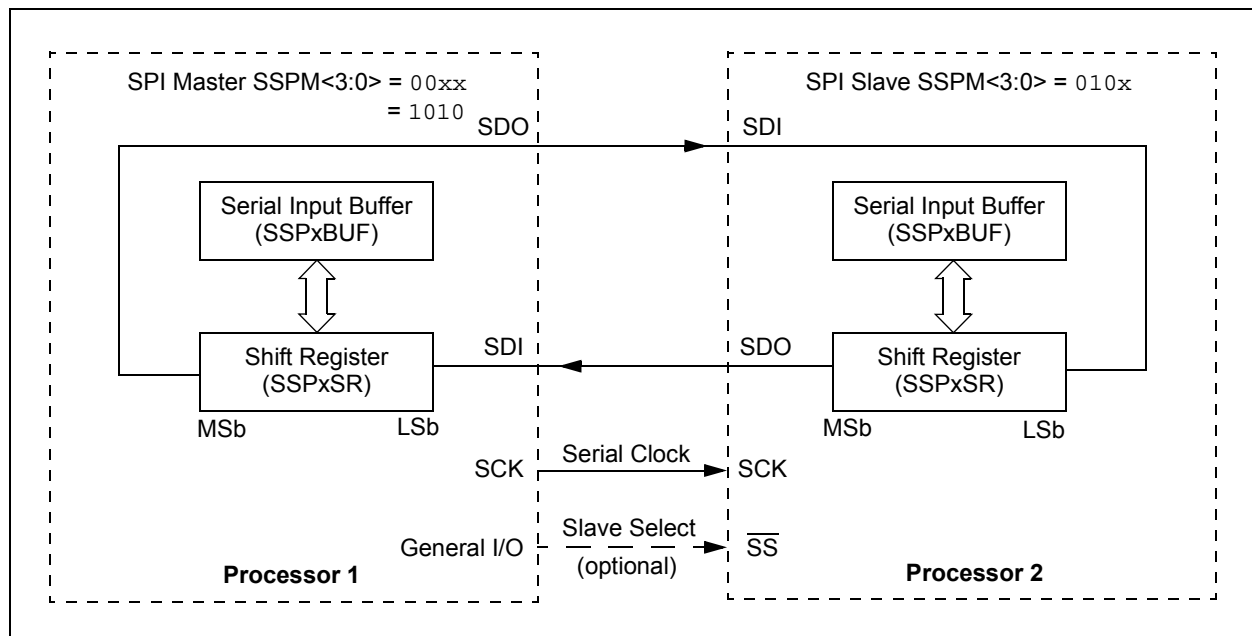 SPI Master SSPM<3:0> = 00xx
= 1010
SDO
Serial Input Buffer
(SSPxBUF)
Shift Register
(SSPxSR)
MSb
LSb
SDI
SCK
General I/O
Processor 1
Serial Clock
Slave Select
(optional)
SPI Slave SSPM<3:0> = 010x
SDI
Serial Input Buffer
(SSPxBUF)
SDO
Shift Register
(SSPxSR)
MSb
LSb
SCK
SS
Processor 2